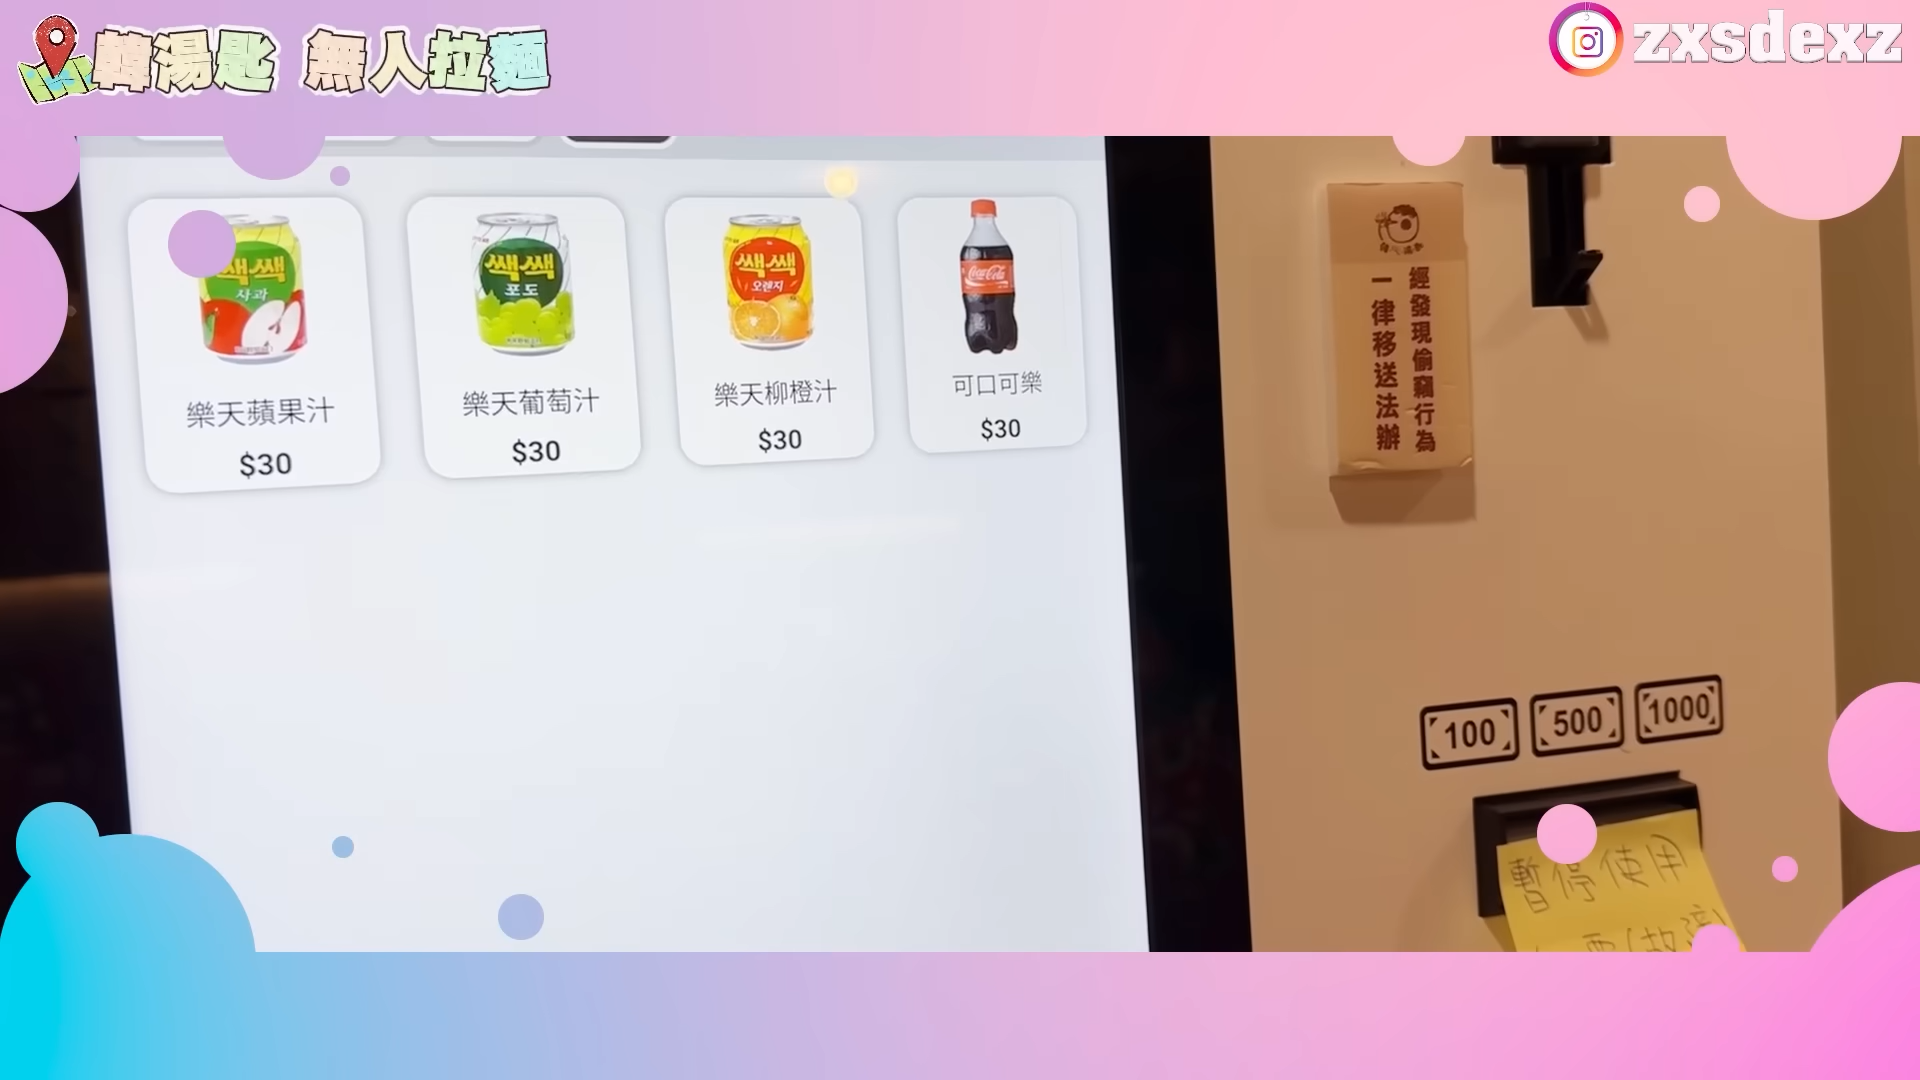 韓湯匙 無人拉麵
zxsdexz
쌕쌕
사과
樂天蘋果汁
$30
쌕쌕
포도
樂天葡萄汁
$30
쌕쌕
오렌지
樂天柳橙汁
$30
Coca-Cola
可口可樂
$30
經發現偷竊行為
一律移送法辦
100
500
1000
暫停使用